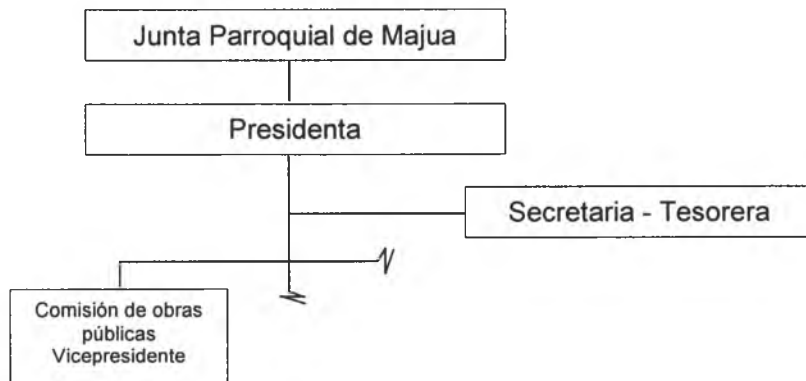 Junta Parroquial de Majua
Presidenta
Secretaria - Tesorera
Comisión de obras
públicas
Vicepresidente